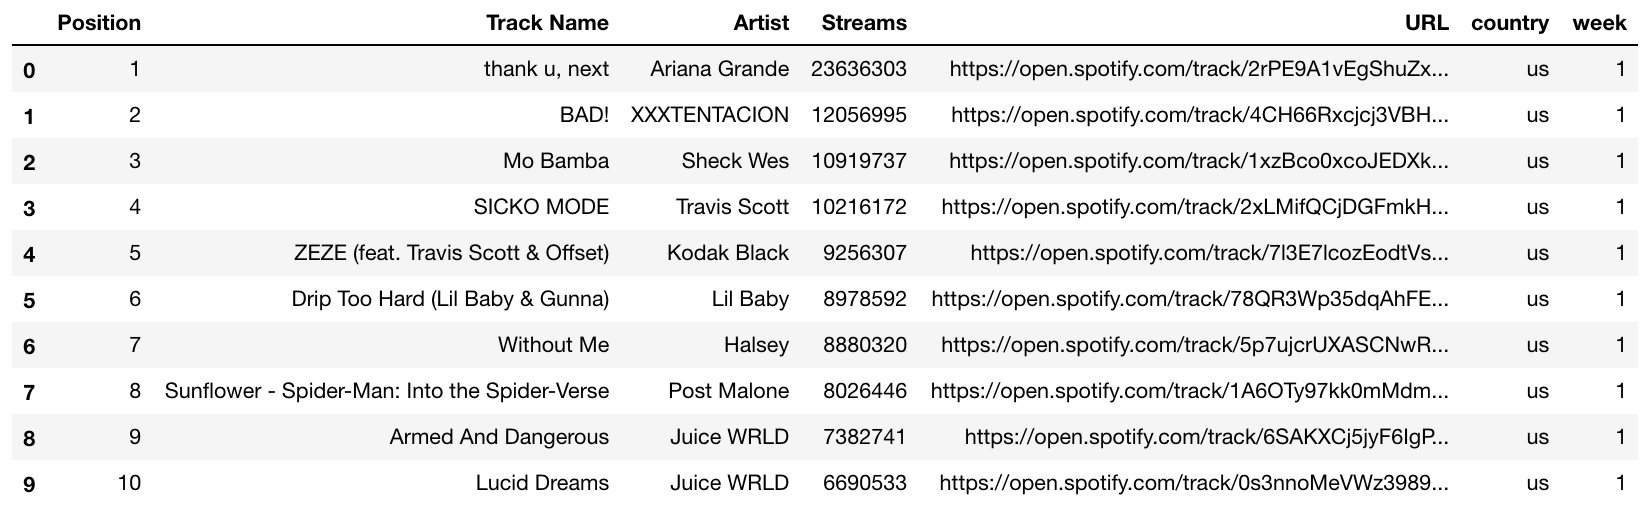 Position Track Name Artist Streams URL country week
0 1 thank u, next Ariana Grande 23636303 https://open.spotify.com/track/2rPE9A1vEgShuZx... us 1
1 2 BAD! XXXTENTACION 12056995 https://open.spotify.com/track/4CH66Rxcjcj3VBH... us 1
2 3 Mo Bamba Sheck Wes 10919737 https://open.spotify.com/track/1xzBco0xcoJEDXk... us 1
3 4 SICKO MODE Travis Scott 10216172 https://open.spotify.com/track/2xLMifQCjDGFmkH... us 1
4 5 ZEZE (feat. Travis Scott & Offset) Kodak Black 9256307 https://open.spotify.com/track/7l3E7lcozEodtVs... us 1
5 6 Drip Too Hard (Lil Baby & Gunna) Lil Baby 8978592 https://open.spotify.com/track/78QR3Wp35dqAhFE... us 1
6 7 Without Me Halsey 8880320 https://open.spotify.com/track/5p7ujcrUXASCNwR... us 1
7 8 Sunflower - Spider-Man: Into the Spider-Verse Post Malone 8026446 https://open.spotify.com/track/1A6OTy97kk0mMdm... us 1
8 9 Armed And Dangerous Juice WRLD 7382741 https://open.spotify.com/track/6SAKXCj5jyF6IgP... us 1
9 10 Lucid Dreams Juice WRLD 6690533 https://open.spotify.com/track/0s3nnoMeVWz3989... us 1